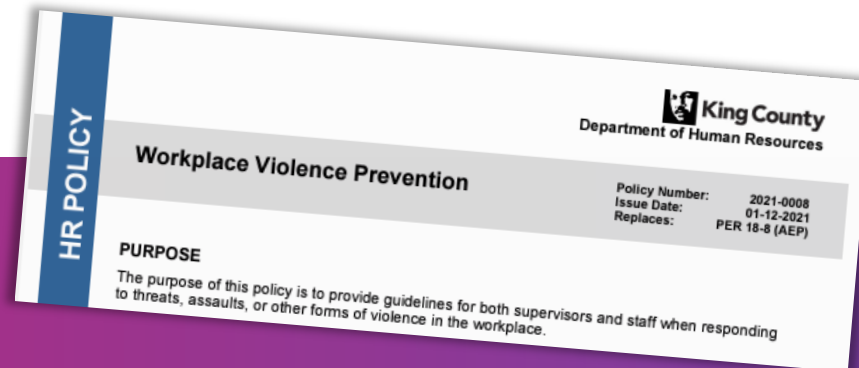 HR POLICY
King County
Department of Human Resources
Workplace Violence Prevention
Policy Number: 2021-0008
Issue Date: 01-12-2021
Replaces: PER 18-8 (AEP)
PURPOSE
The purpose of this policy is to provide guidelines for both supervisors and staff when responding
to threats, assaults, or other forms of violence in the workplace.